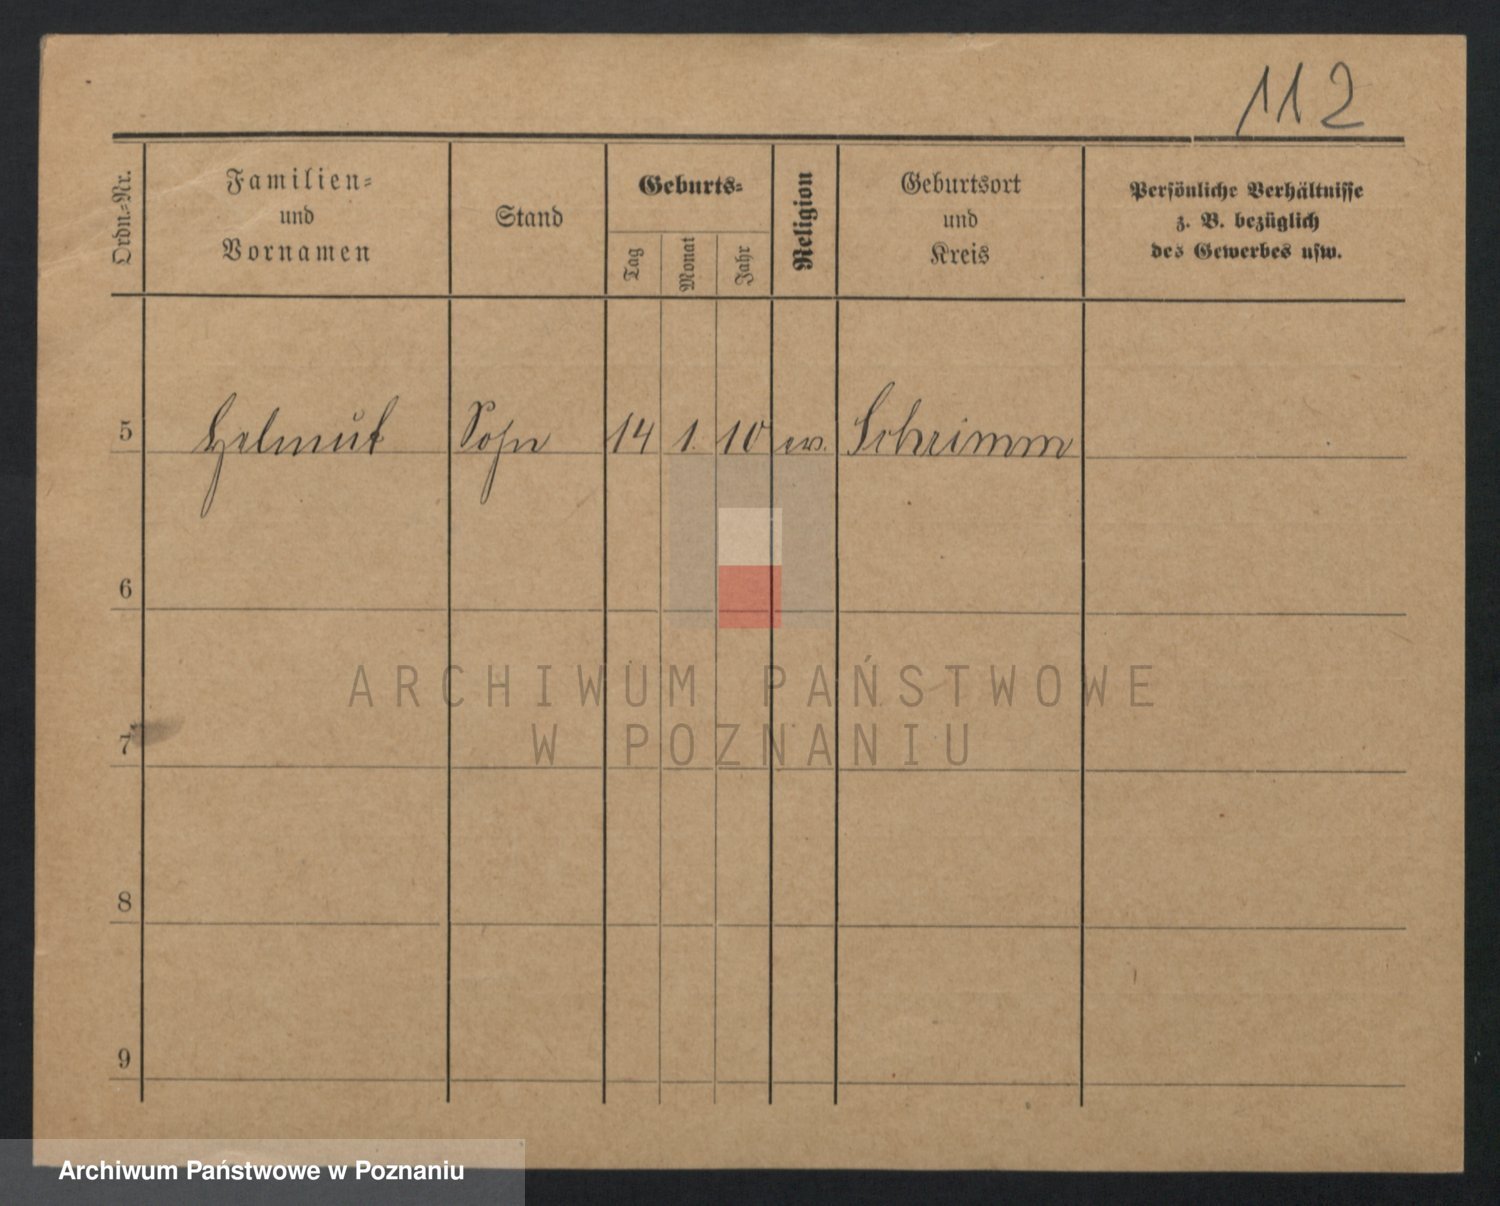 112
Ordn.-Nr.
Familien-
und
Vornamen
Stand
Geburts-
Tag
Monat
Jahr
Religion
Geburtsort
und
Kreis
Persönliche Verhältnisse
z. B. bezüglich
des Gewerbes usw.
5 Helmut Sohn 14 1. 10 ev. Schrimm
6
7
8
9
ARCHIWUM PAŃSTWOWE
W POZNANIU
Archiwum Państwowe w Poznaniu